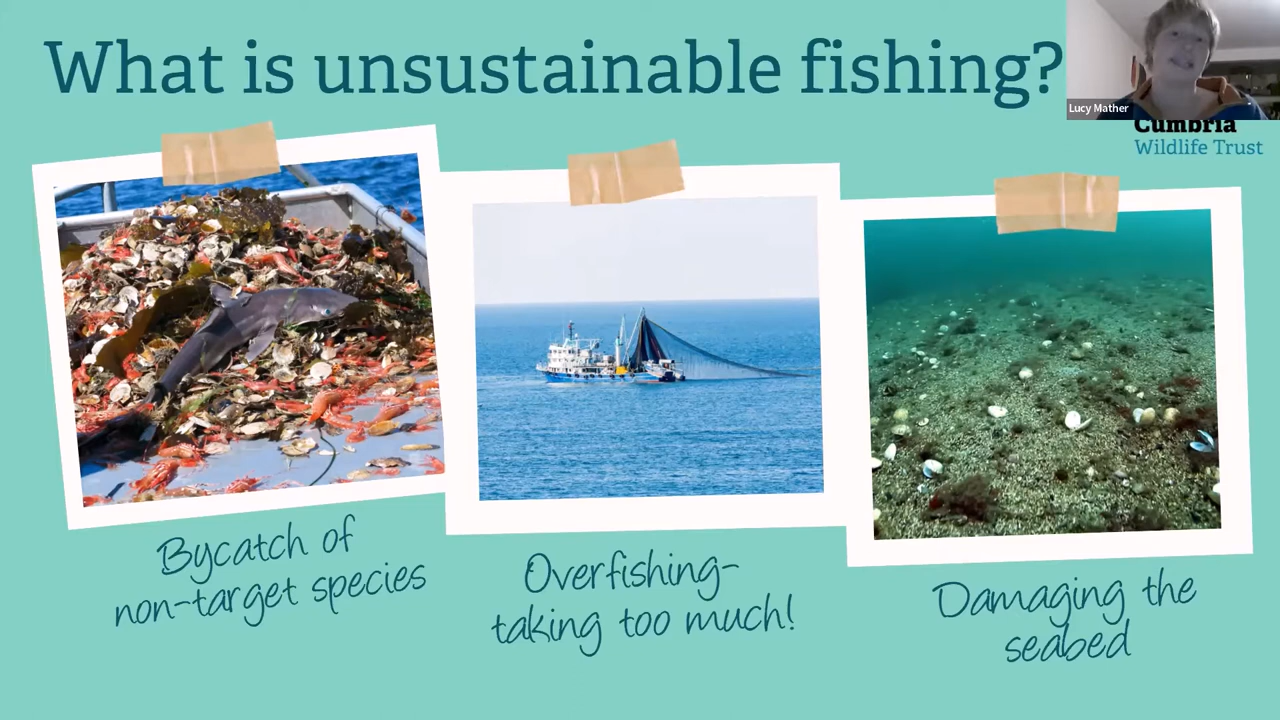 What is unsustainable fishing?
Lucy Mather
Cumbria
Wildlife Trust
Bycatch of
non-target species
Overfishing-
taking too much!
Damaging the
seabed